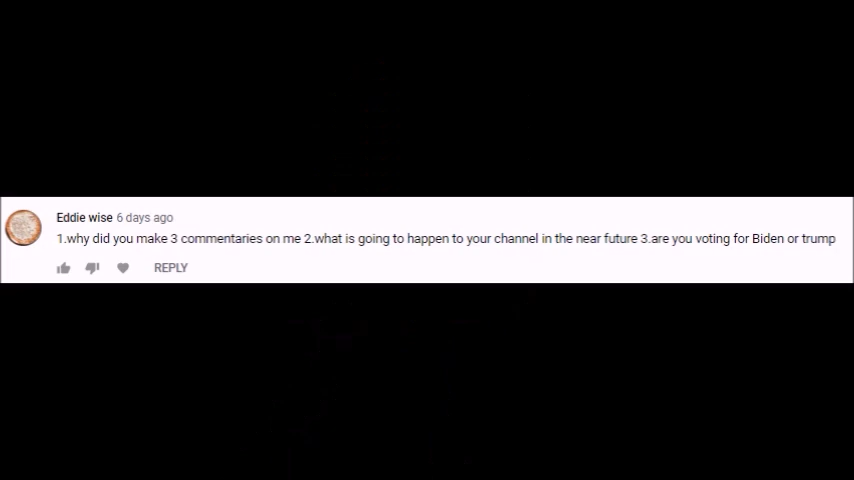 Eddie wise 6 days ago
1.why did you make 3 commentaries on me 2.what is going to happen to your channel in the near future 3.are you voting for Biden or trump
REPLY